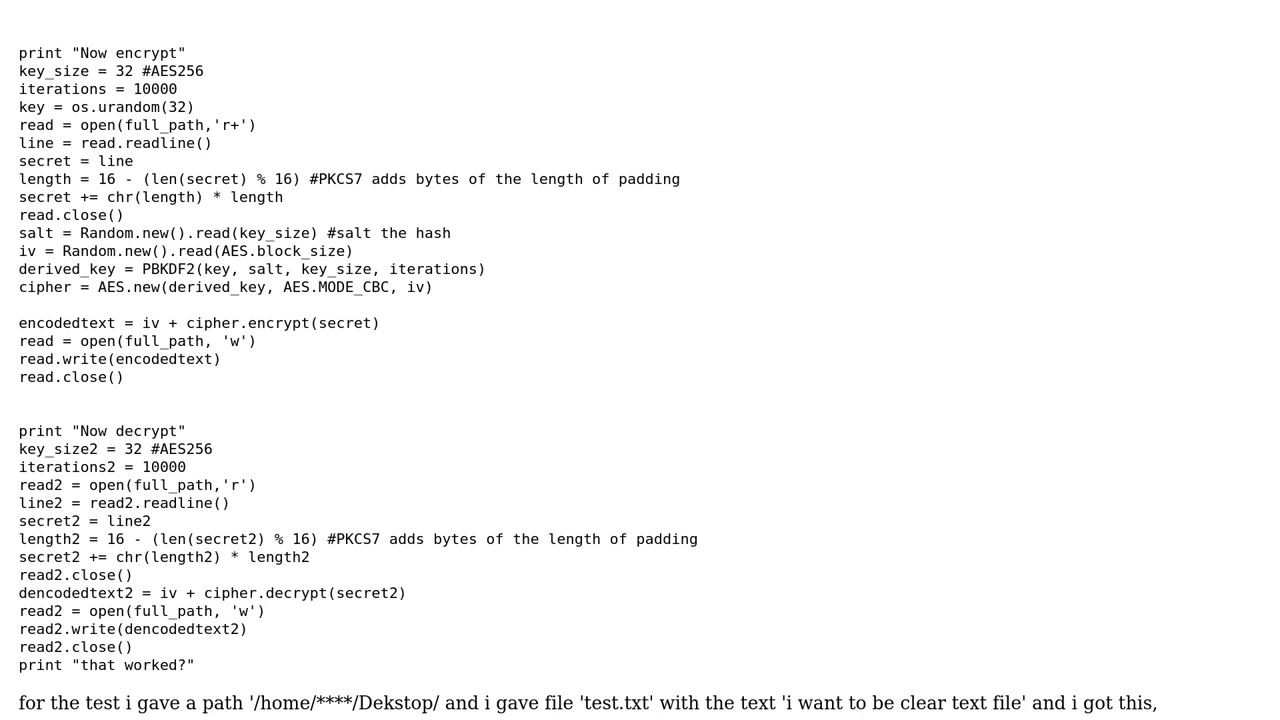 print "Now encrypt"
key_size = 32 #AES256
iterations = 10000
key = os.urandom(32)
read = open(full_path,'r+')
line = read.readline()
secret = line
length = 16 - (len(secret) % 16) #PKCS7 adds bytes of the length of padding
secret += chr(length) * length
read.close()
salt = Random.new().read(key_size) #salt the hash
iv = Random.new().read(AES.block_size)
derived_key = PBKDF2(key, salt, key_size, iterations)
cipher = AES.new(derived_key, AES.MODE_CBC, iv)
encodedtext = iv + cipher.encrypt(secret)
read = open(full_path, 'w')
read.write(encodedtext)
read.close()
print "Now decrypt"
key_size2 = 32 #AES256
iterations2 = 10000
read2 = open(full_path,'r')
line2 = read2.readline()
secret2 = line2
length2 = 16 - (len(secret2) % 16) #PKCS7 adds bytes of the length of padding
secret2 += chr(length2) * length2
read2.close()
dencodedtext2 = iv + cipher.decrypt(secret2)
read2 = open(full_path, 'w')
read2.write(dencodedtext2)
read2.close()
print "that worked?"
for the test i gave a path '/home/****/Dekstop/ and i gave file 'test.txt' with the text 'i want to be clear text file' and i got this,